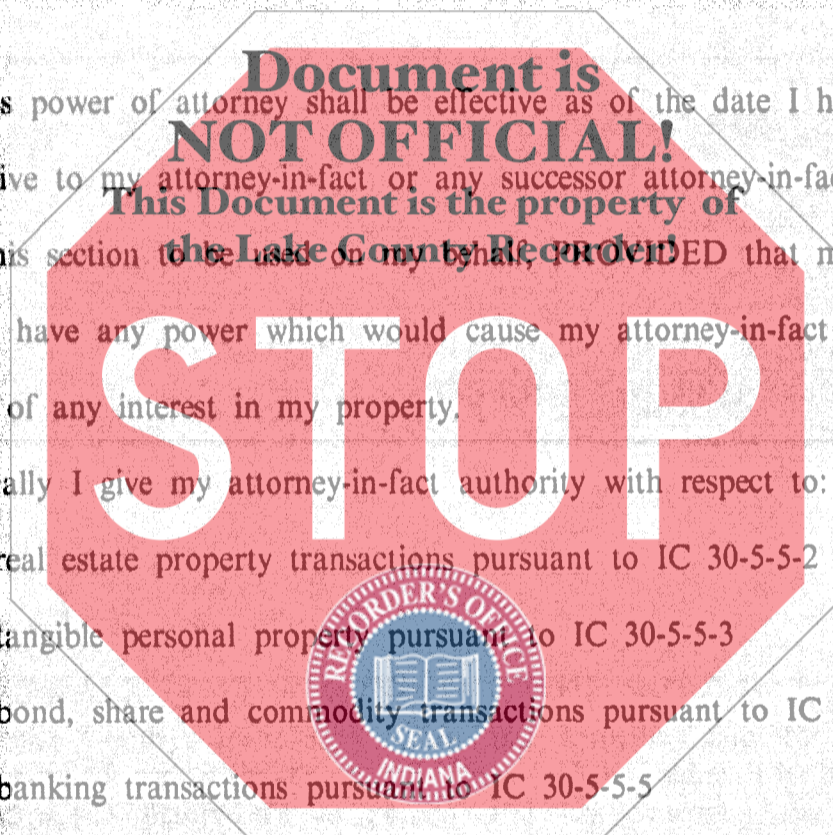 Document is
s power of attorney shall be effective as of the date I h
NOT OFFICIAL!
ive to my attorney-in-fact or any successor attorney-in-fac
This Document is the property of
is section to be used on my behalf, PROVIDED that m
the Lake County Recorder!
have any power which would cause my attorney-in-fact
STOP
of any interest in my property.
ally I give my attorney-in-fact authority with respect to:
real estate property transactions pursuant to IC 30-5-5-2
tangible personal property pursuant to IC 30-5-5-3
RECORDER'S OFFICE
bond, share and commodity transactions pursuant to IC
SEAL
INDIANA
banking transactions pursuant to IC 30-5-5-5